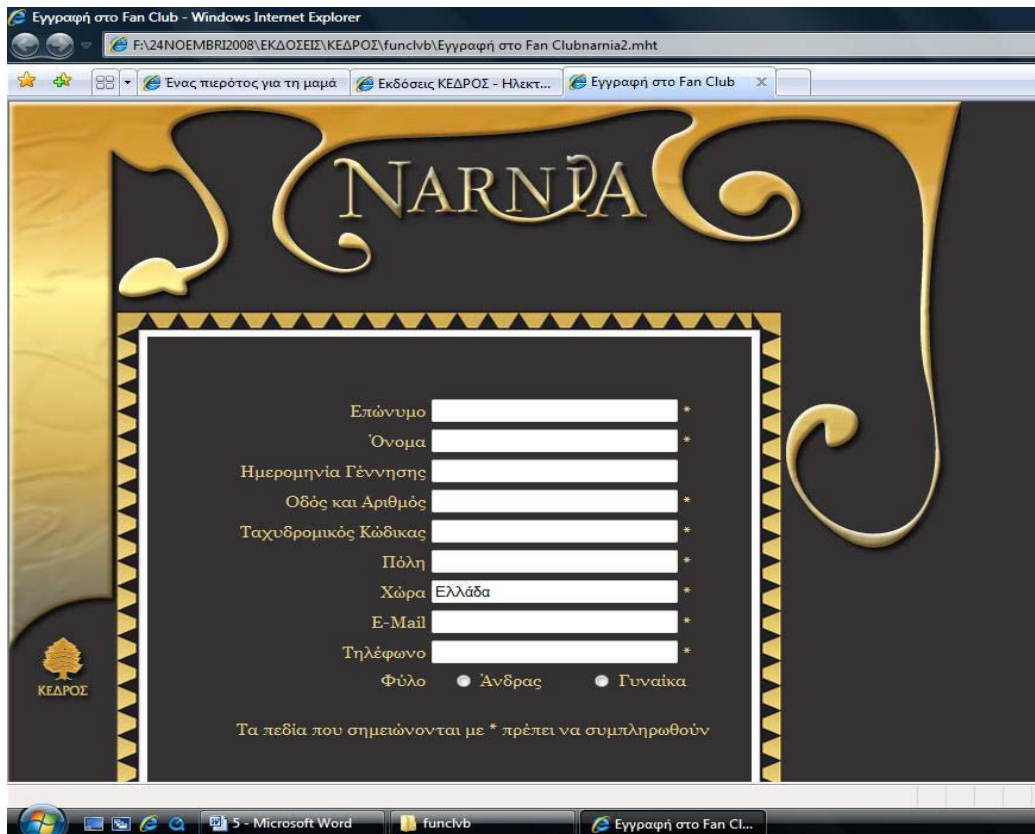 Εγγραφή στο Fan Club - Windows Internet Explorer
F:\24NOEMBRI2008\ΕΚΔΟΣΕΙΣ\ΚΕΔΡΟΣ\funclvb\Εγγραφή στο Fan Clubnarnia2.mht
Ένας πιερότος για τη μαμά
Εκδόσεις ΚΕΔΡΟΣ - Ηλεκτ...
Εγγραφή στο Fan Club
NARNIA
Επώνυμο *
Όνομα *
Ημερομηνία Γέννησης
Οδός και Αριθμός *
Ταχυδρομικός Κώδικας *
Πόλη *
Χώρα Ελλάδα *
E-Mail *
Τηλέφωνο *
Φύλο Άνδρας Γυναίκα
ΚΕΔΡΟΣ
Τα πεδία που σημειώνονται με * πρέπει να συμπληρωθούν
5 - Microsoft Word
funclvb
Εγγραφή στο Fan Cl...